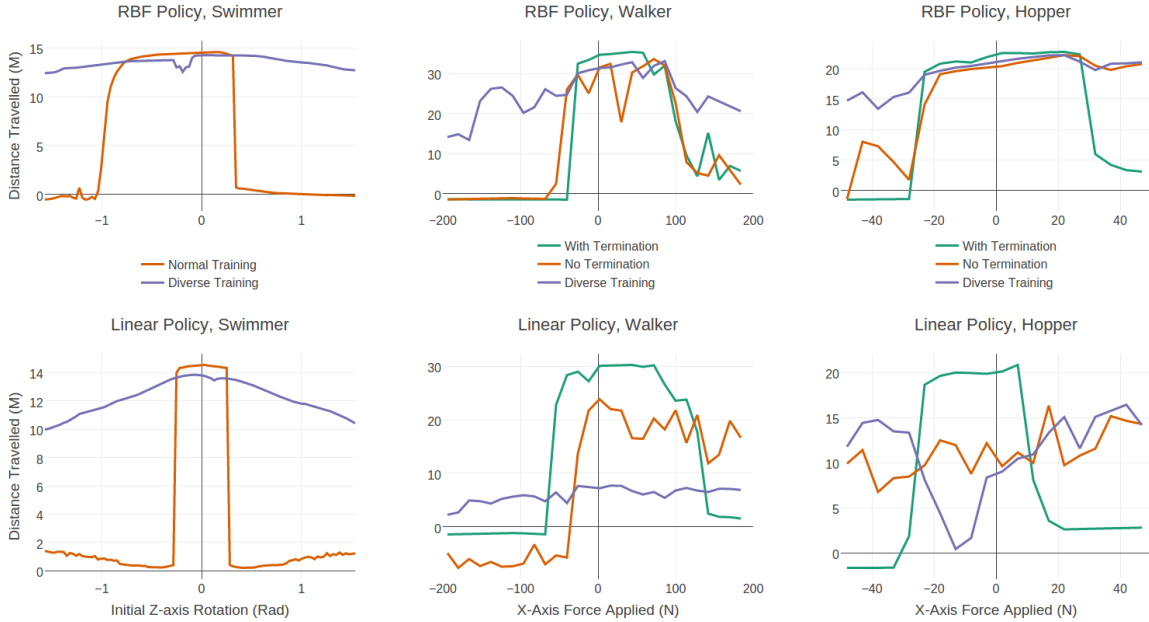 RBF Policy, Swimmer
RBF Policy, Walker
RBF Policy, Hopper
Distance Travelled (M)
15
10
5
0
−1
0
1
30
20
10
0
−200
−100
0
100
200
20
15
10
5
0
−40
−20
0
20
40
Normal Training
Diverse Training
With Termination
No Termination
Diverse Training
With Termination
No Termination
Diverse Training
Linear Policy, Swimmer
Linear Policy, Walker
Linear Policy, Hopper
Distance Travelled (M)
14
12
10
8
6
4
2
0
−1
0
1
Initial Z-axis Rotation (Rad)
30
20
10
0
−200
−100
0
100
200
X-Axis Force Applied (N)
20
15
10
5
0
−40
−20
0
20
40
X-Axis Force Applied (N)